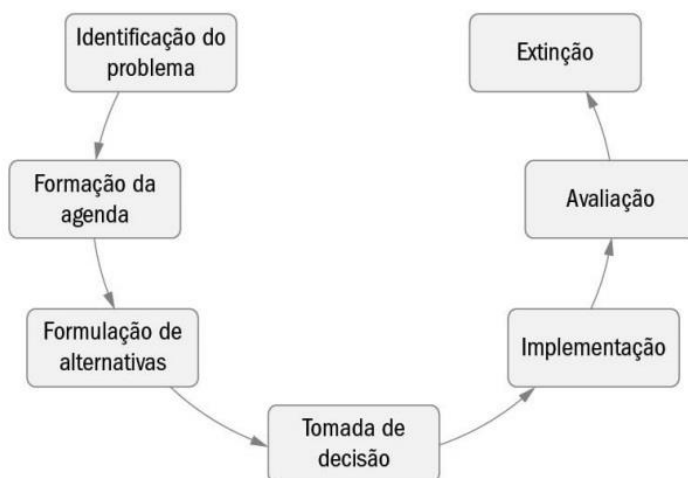 Identificação do
problema
Formação da
agenda
Formulação de
alternativas
Tomada de
decisão
Implementação
Avaliação
Extinção